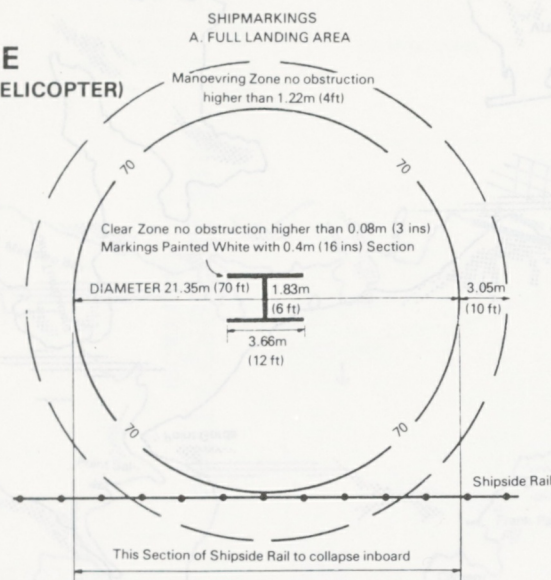 SHIPMARKINGS
A. FULL LANDING AREA
E
ELICOPTER)
Manoevring Zone no obstruction
higher than 1.22m (4ft)
70
70
Clear Zone no obstruction higher than 0.08m (3 ins)
Markings Painted White with 0.4m (16 ins) Section
DIAMETER 21.35m (70 ft)
1.83m
(6 ft)
3.05m
(10 ft)
3.66m
(12 ft)
70
70
Shipside Rail
This Section of Shipside Rail to collapse inboard